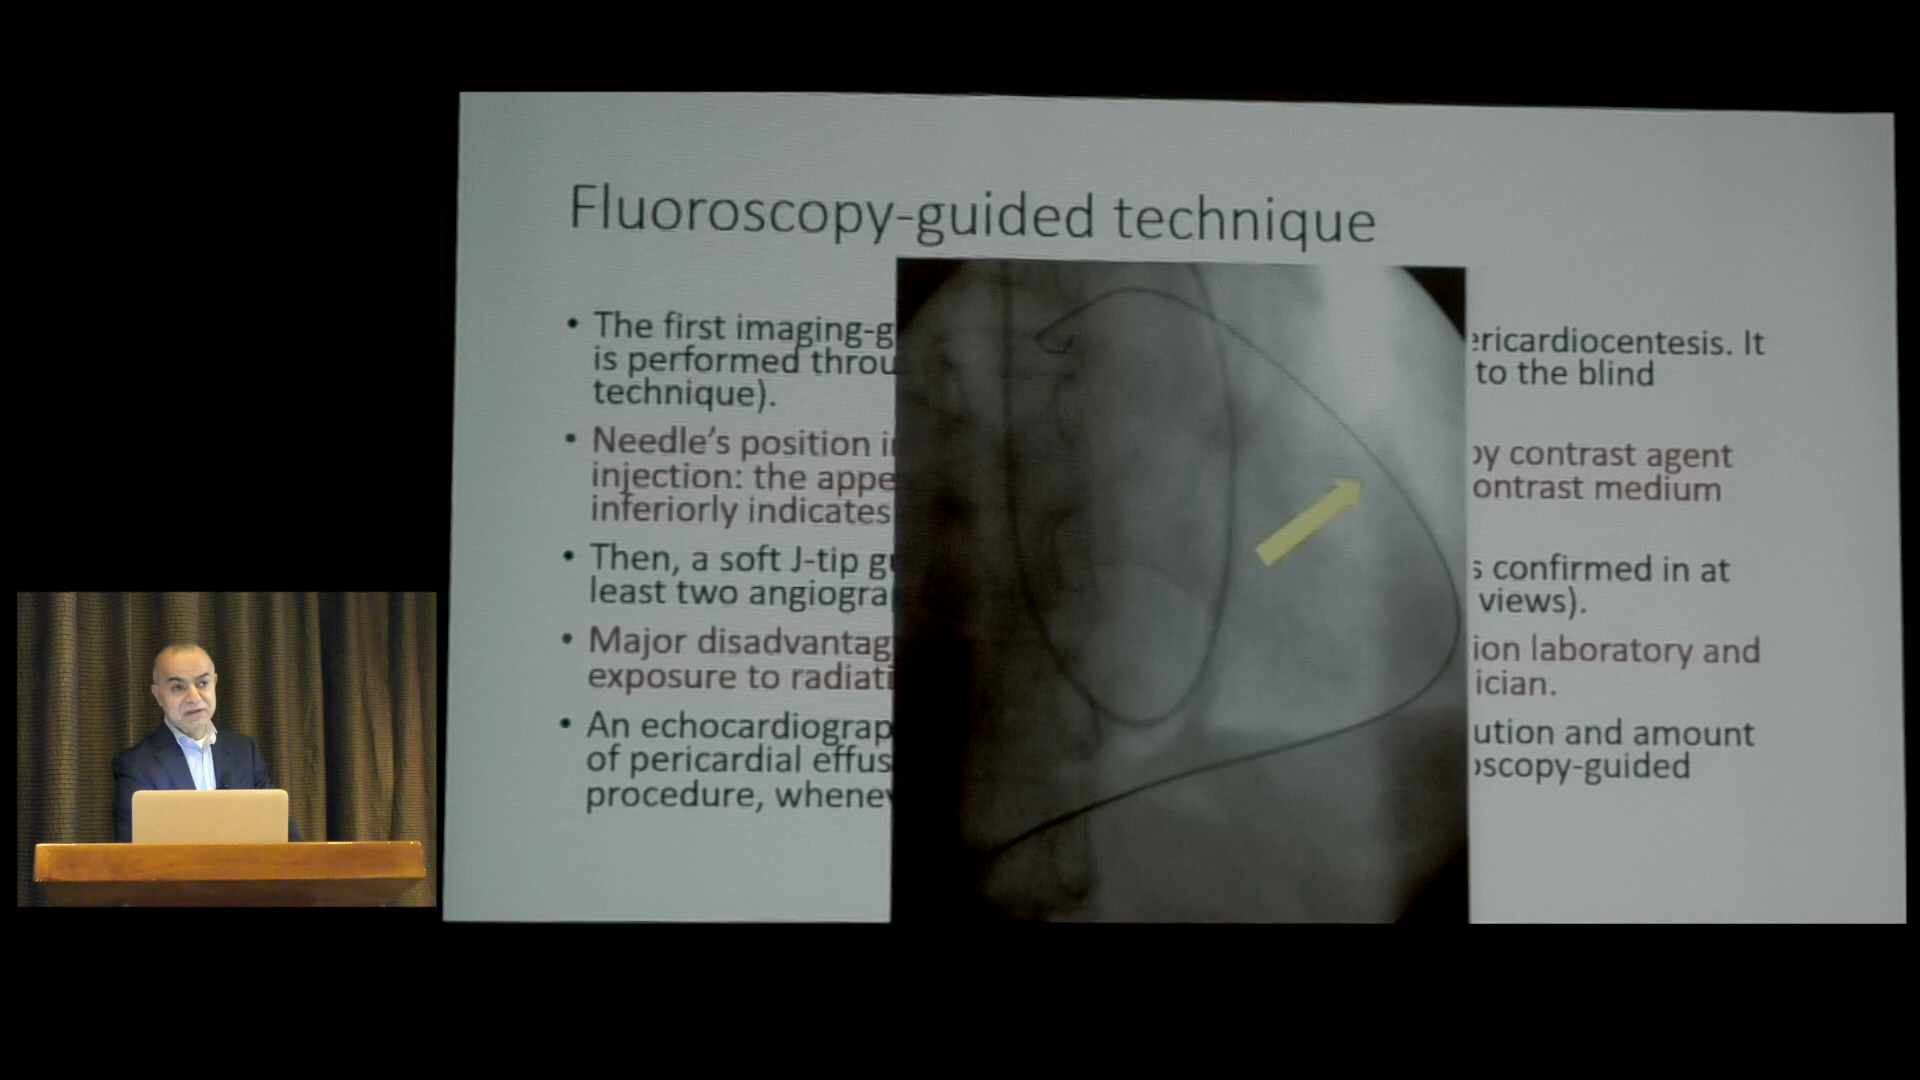 Fluoroscopy-guided technique
• The first imaging-g ericardiocentesis. It
is performed throu to the blind
technique).
• Needle's position i by contrast agent
injection: the appe ontrast medium
inferiorly indicates
• Then, a soft J-tip g s confirmed in at
least two angiogra views).
• Major disadvantag ion laboratory and
exposure to radiati ician.
• An echocardiograp ution and amount
of pericardial effus oscopy-guided
procedure, whenev